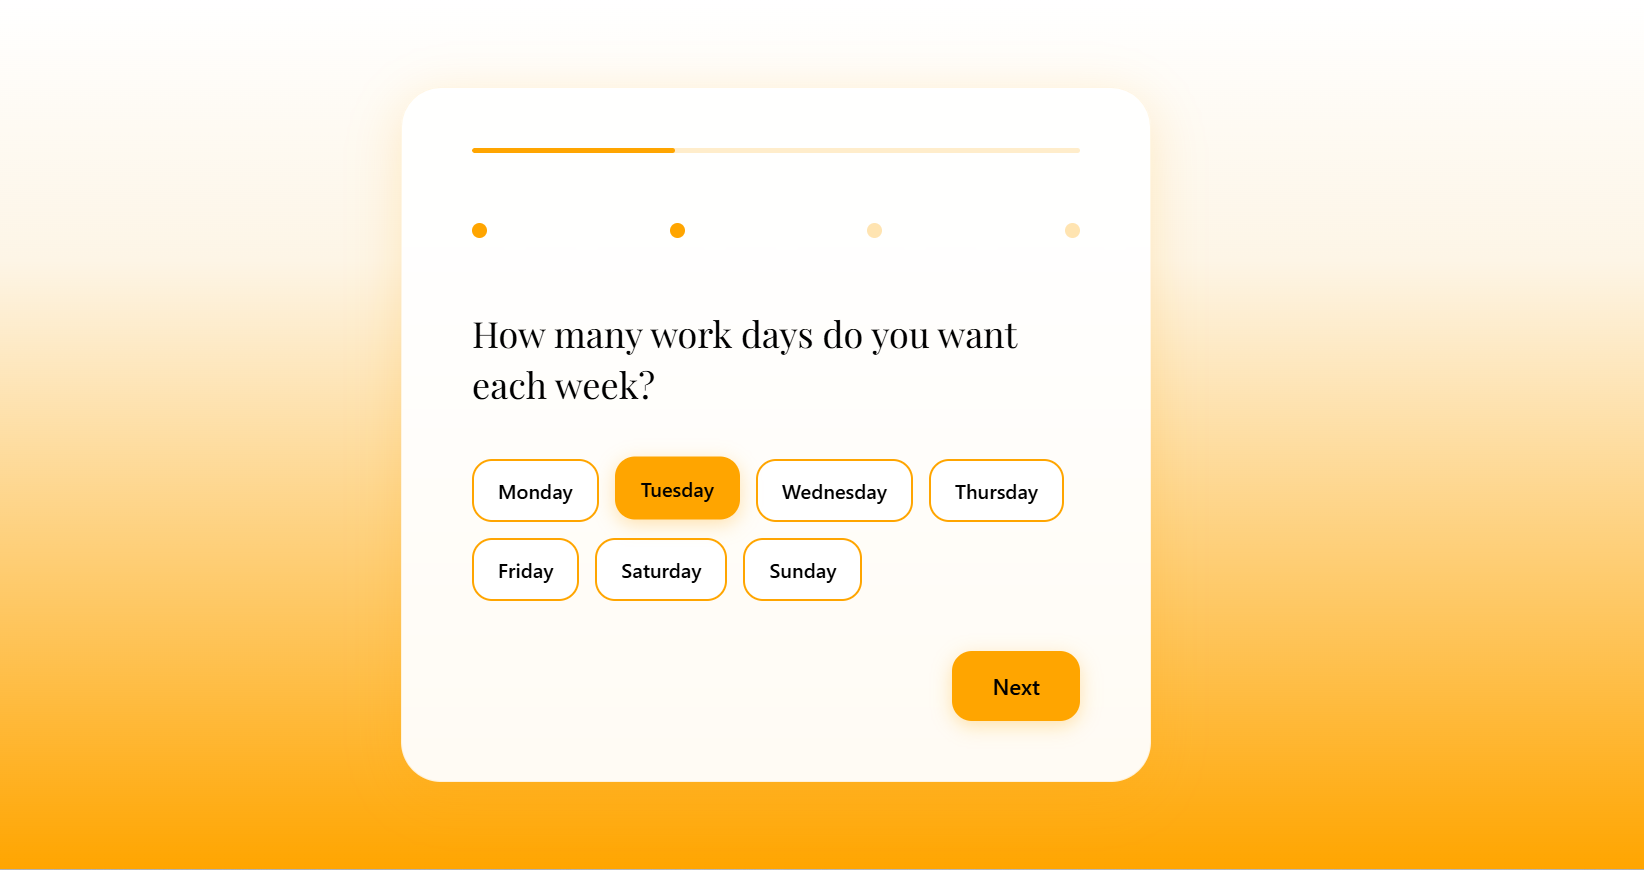 How many work days do you want
each week?
Monday Tuesday Wednesday Thursday
Friday Saturday Sunday
Next